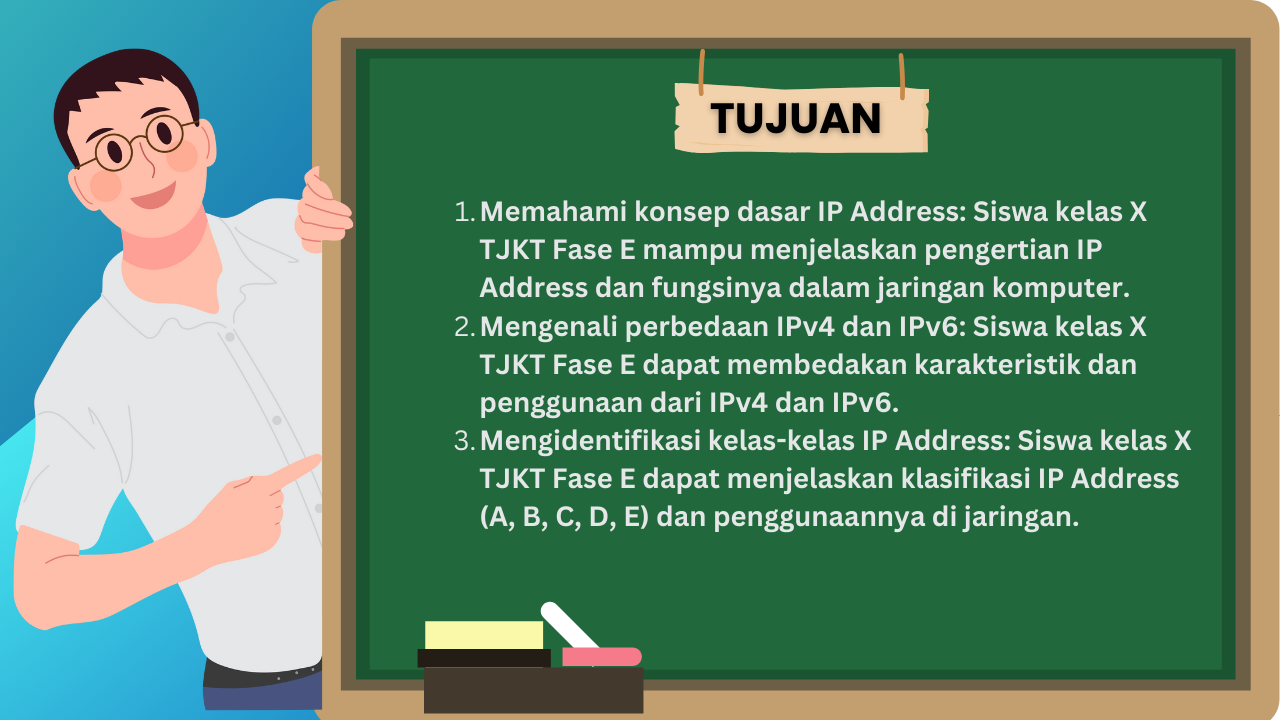 TUJUAN
1. Memahami konsep dasar IP Address: Siswa kelas X
TJKT Fase E mampu menjelaskan pengertian IP
Address dan fungsinya dalam jaringan komputer.
2. Mengenali perbedaan IPv4 dan IPv6: Siswa kelas X
TJKT Fase E dapat membedakan karakteristik dan
penggunaan dari IPv4 dan IPv6.
3. Mengidentifikasi kelas-kelas IP Address: Siswa kelas X
TJKT Fase E dapat menjelaskan klasifikasi IP Address
(A, B, C, D, E) dan penggunaannya di jaringan.